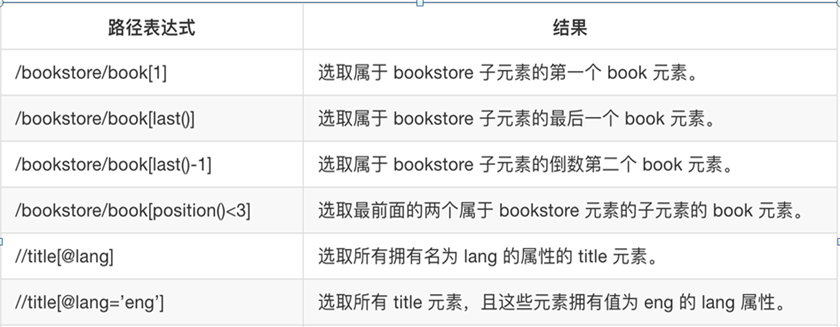 路径表达式 结果
/bookstore/book[1] 选取属于 bookstore 子元素的第一个 book 元素。
/bookstore/book[last()] 选取属于 bookstore 子元素的最后一个 book 元素。
/bookstore/book[last()-1] 选取属于 bookstore 子元素的倒数第二个 book 元素。
/bookstore/book[position()<3] 选取最前面的两个属于 bookstore 元素的子元素的 book 元素。
//title[@lang] 选取所有拥有名为 lang 的属性的 title 元素。
//title[@lang=’eng’] 选取所有 title 元素，且这些元素拥有值为 eng 的 lang 属性。